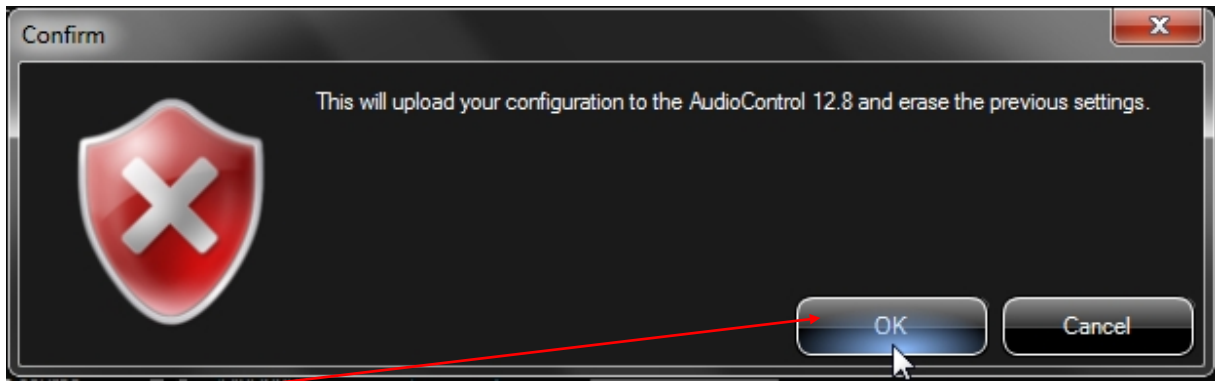 Confirm
This will upload your configuration to the AudioControl 12.8 and erase the previous settings.
OK
Cancel